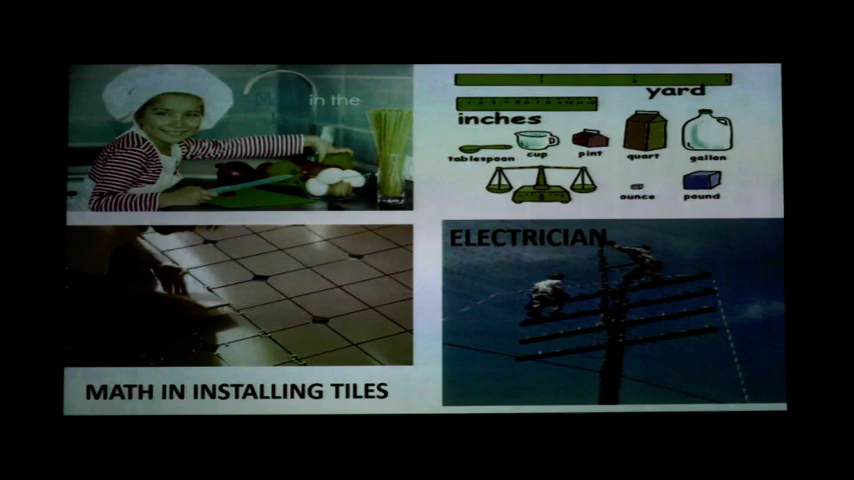 in the
yard
inches
tablespoon cup pint quart gallon
ounce pound
ELECTRICIAN
MATH IN INSTALLING TILES